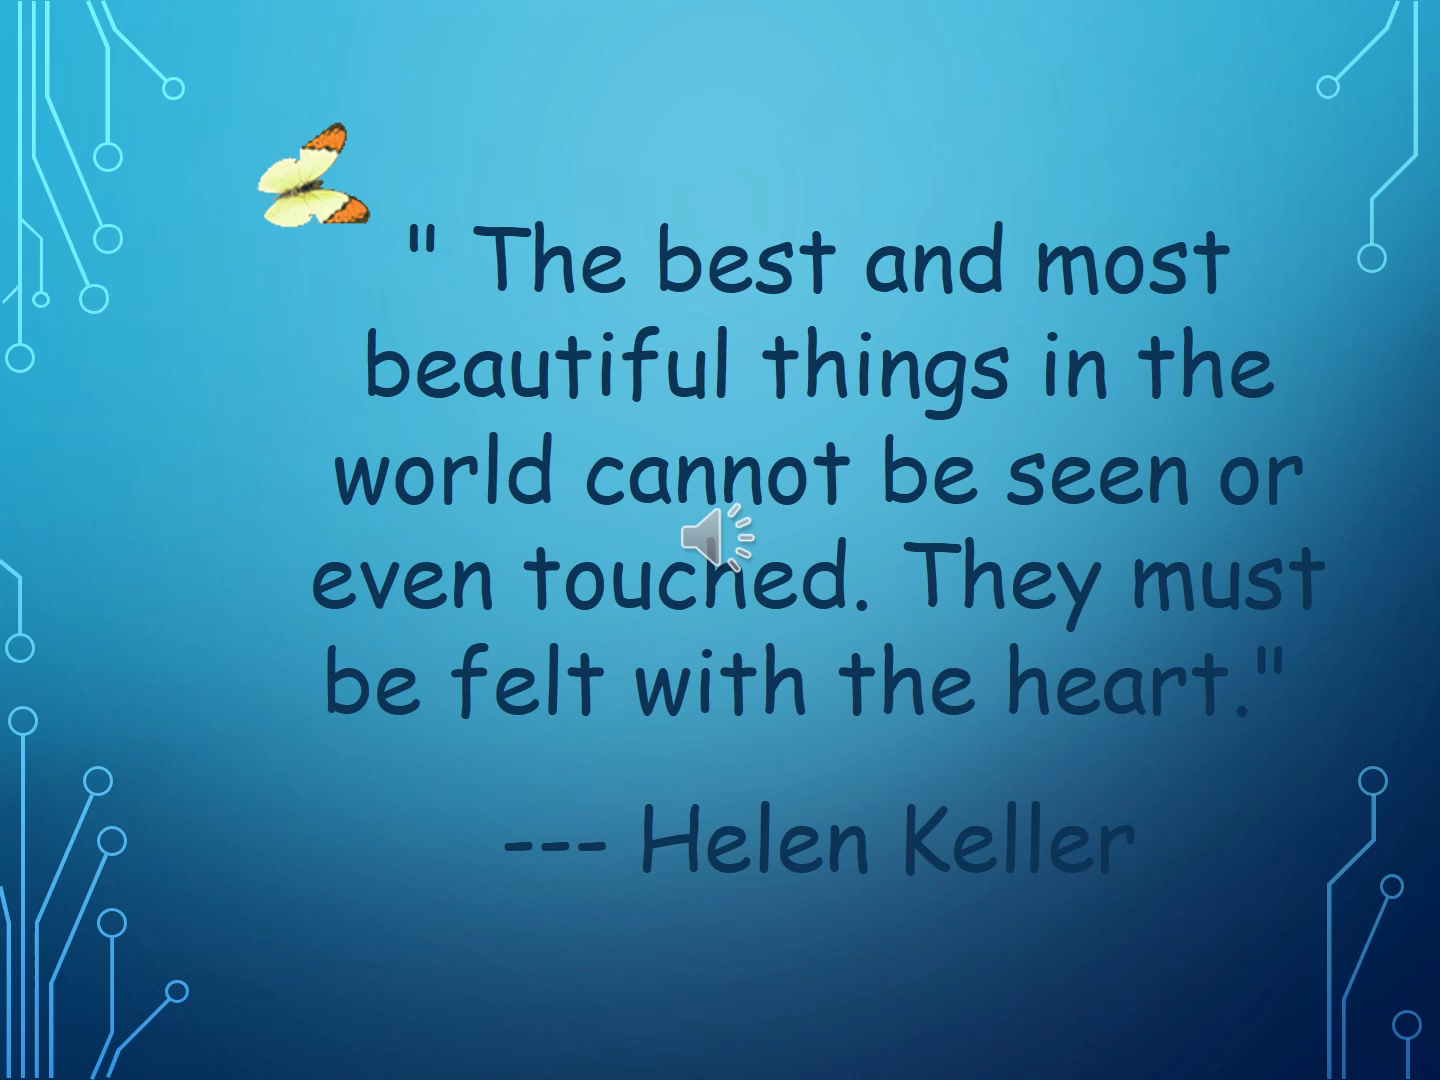 " The best and most
beautiful things in the
world cannot be seen or
even touched. They must
be felt with the heart."
--- Helen Keller